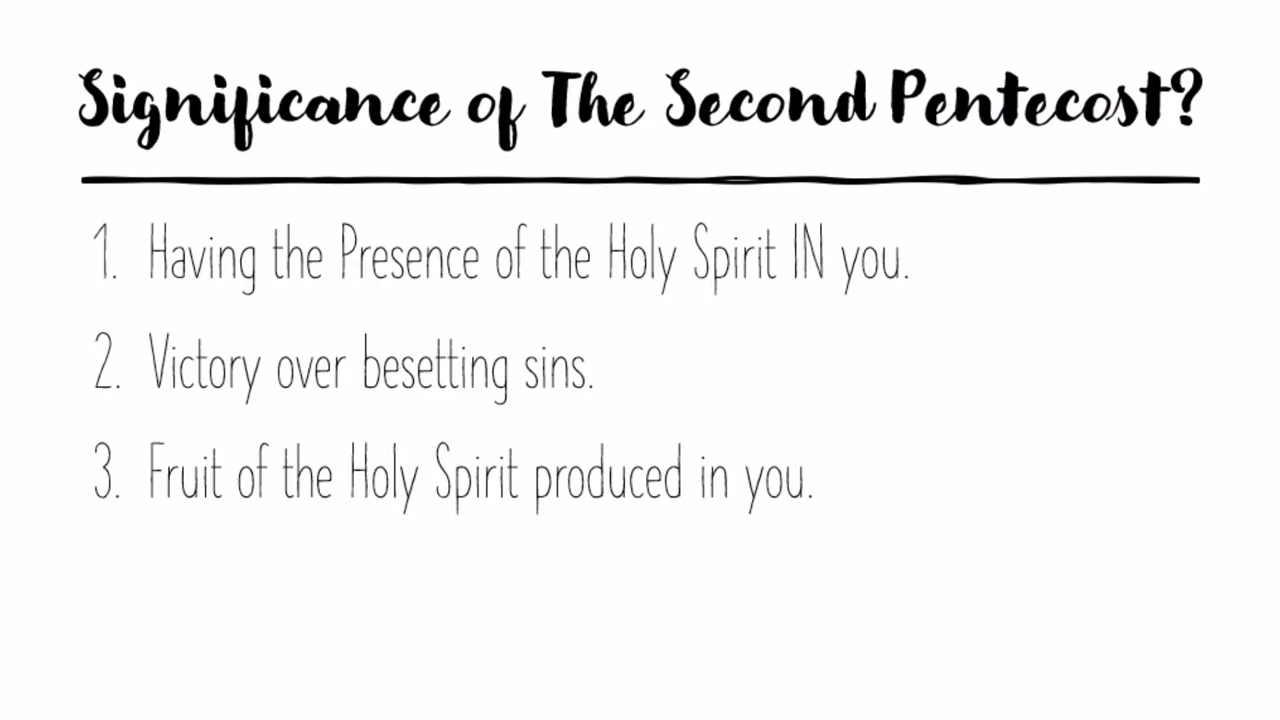 Significance of The Second Pentecost?
1. Having the Presence of the Holy Spirit IN you.
2. Victory over besetting sins.
3. Fruit of the Holy Spirit produced in you.